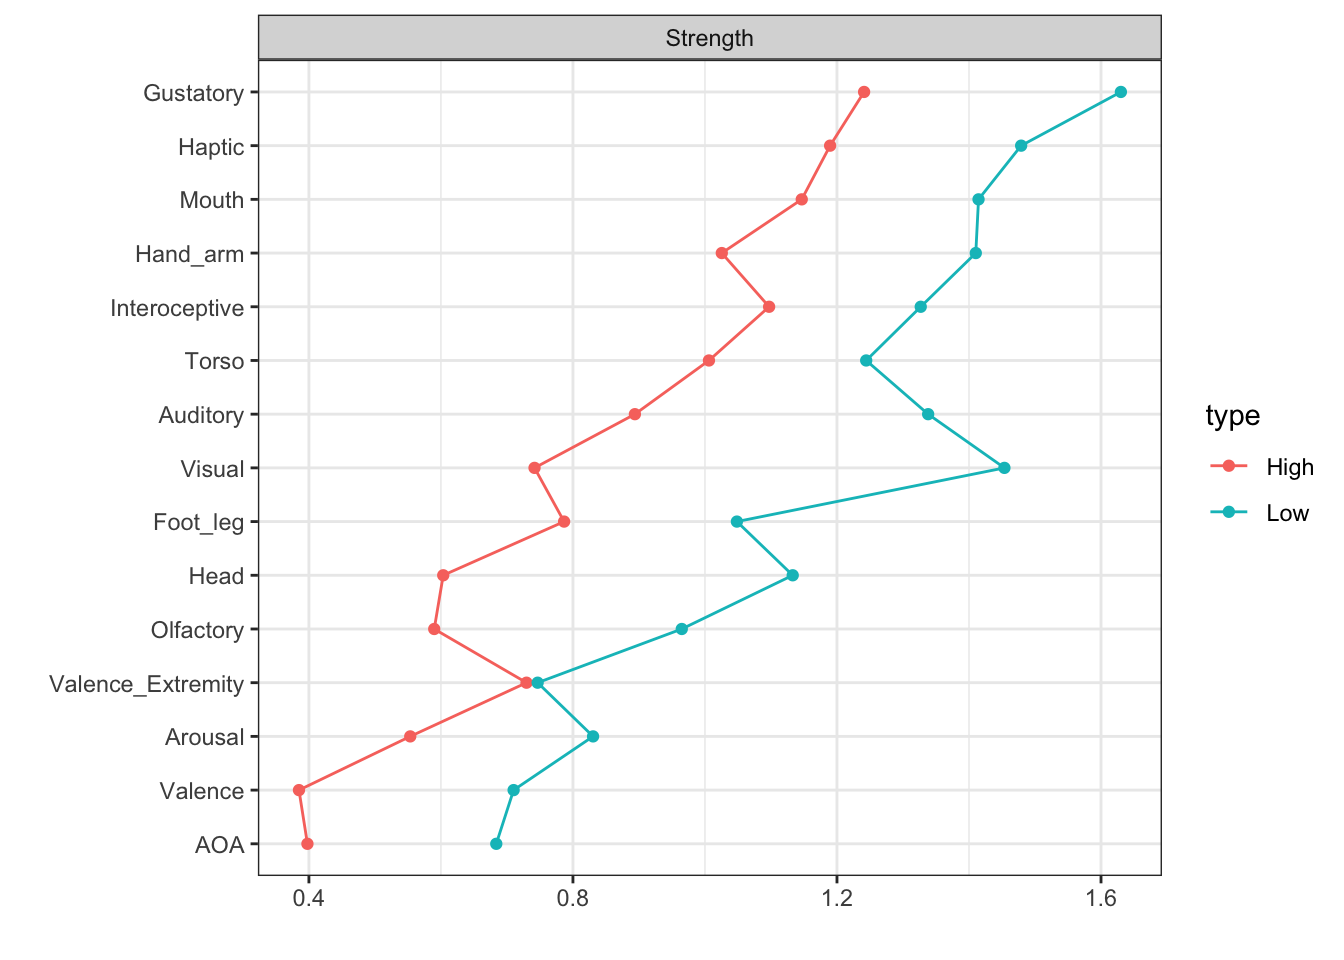 Strength
Gustatory
Haptic
Mouth
Hand_arm
Interoceptive
Torso
Auditory
Visual
Foot_leg
Head
Olfactory
Valence_Extremity
Arousal
Valence
AOA
0.4 0.8 1.2 1.6
type
High
Low